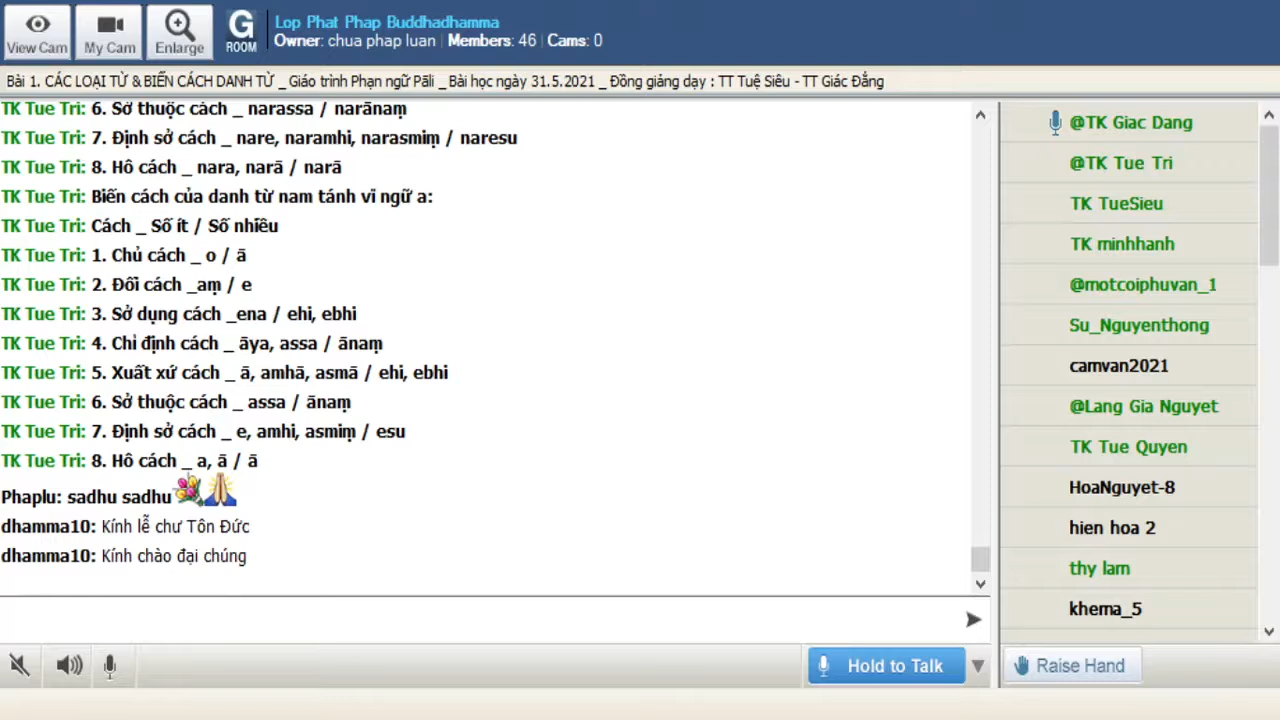 View Cam
My Cam
Enlarge
G
ROOM
Lop Phat Phap Buddhadhamma
Owner: chua phap luan | Members: 46 | Cams: 0
Bài 1. CÁC LOẠI TỪ & BIẾN CÁCH DANH TỪ _ Giáo trình Phạn ngữ Pāli _ Bài học ngày 31.5.2021 _ Đồng giảng dạy : TT Tuệ Siêu - TT Giác Đẳng
TK Tue Tri: 6. Sở thuộc cách _ narassa / narānaṃ
TK Tue Tri: 7. Định sở cách _ nare, naramhi, narasmiṃ / naresu
TK Tue Tri: 8. Hô cách _ nara, narā / narā
TK Tue Tri: Biến cách của danh từ nam tánh vĩ ngữ a:
TK Tue Tri: Cách _ Số ít / Số nhiều
TK Tue Tri: 1. Chủ cách _ o / ā
TK Tue Tri: 2. Đối cách _aṃ / e
TK Tue Tri: 3. Sở dụng cách _ena / ehi, ebhi
TK Tue Tri: 4. Chỉ định cách _ āya, assa / ānaṃ
TK Tue Tri: 5. Xuất xứ cách _ ā, amhā, asmā / ehi, ebhi
TK Tue Tri: 6. Sở thuộc cách _ assa / ānaṃ
TK Tue Tri: 7. Định sở cách _ e, amhi, asmiṃ / esu
TK Tue Tri: 8. Hô cách _ a, ā / ā
Phaplu: sadhu sadhu
dhamma10: Kính lễ chư Tôn Đức
dhamma10: Kính chào đại chúng
@TK Giac Dang
@TK Tue Tri
TK TueSieu
TK minhhanh
@motcoiphuvan_1
Su_Nguyenthong
camvan2021
@Lang Gia Nguyet
TK Tue Quyen
HoaNguyet-8
hien hoa 2
thy lam
khema_5
Hold to Talk
Raise Hand